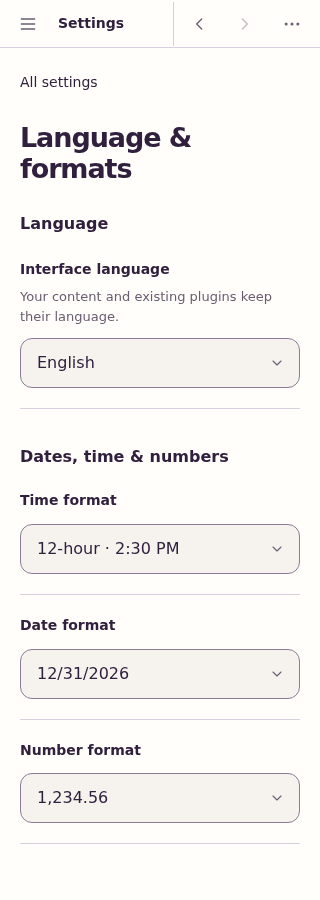 Settings
All settings
Language &
formats
Language
Interface language
Your content and existing plugins keep
their language.
English
Dates, time & numbers
Time format
12-hour · 2:30 PM
Date format
12/31/2026
Number format
1,234.56